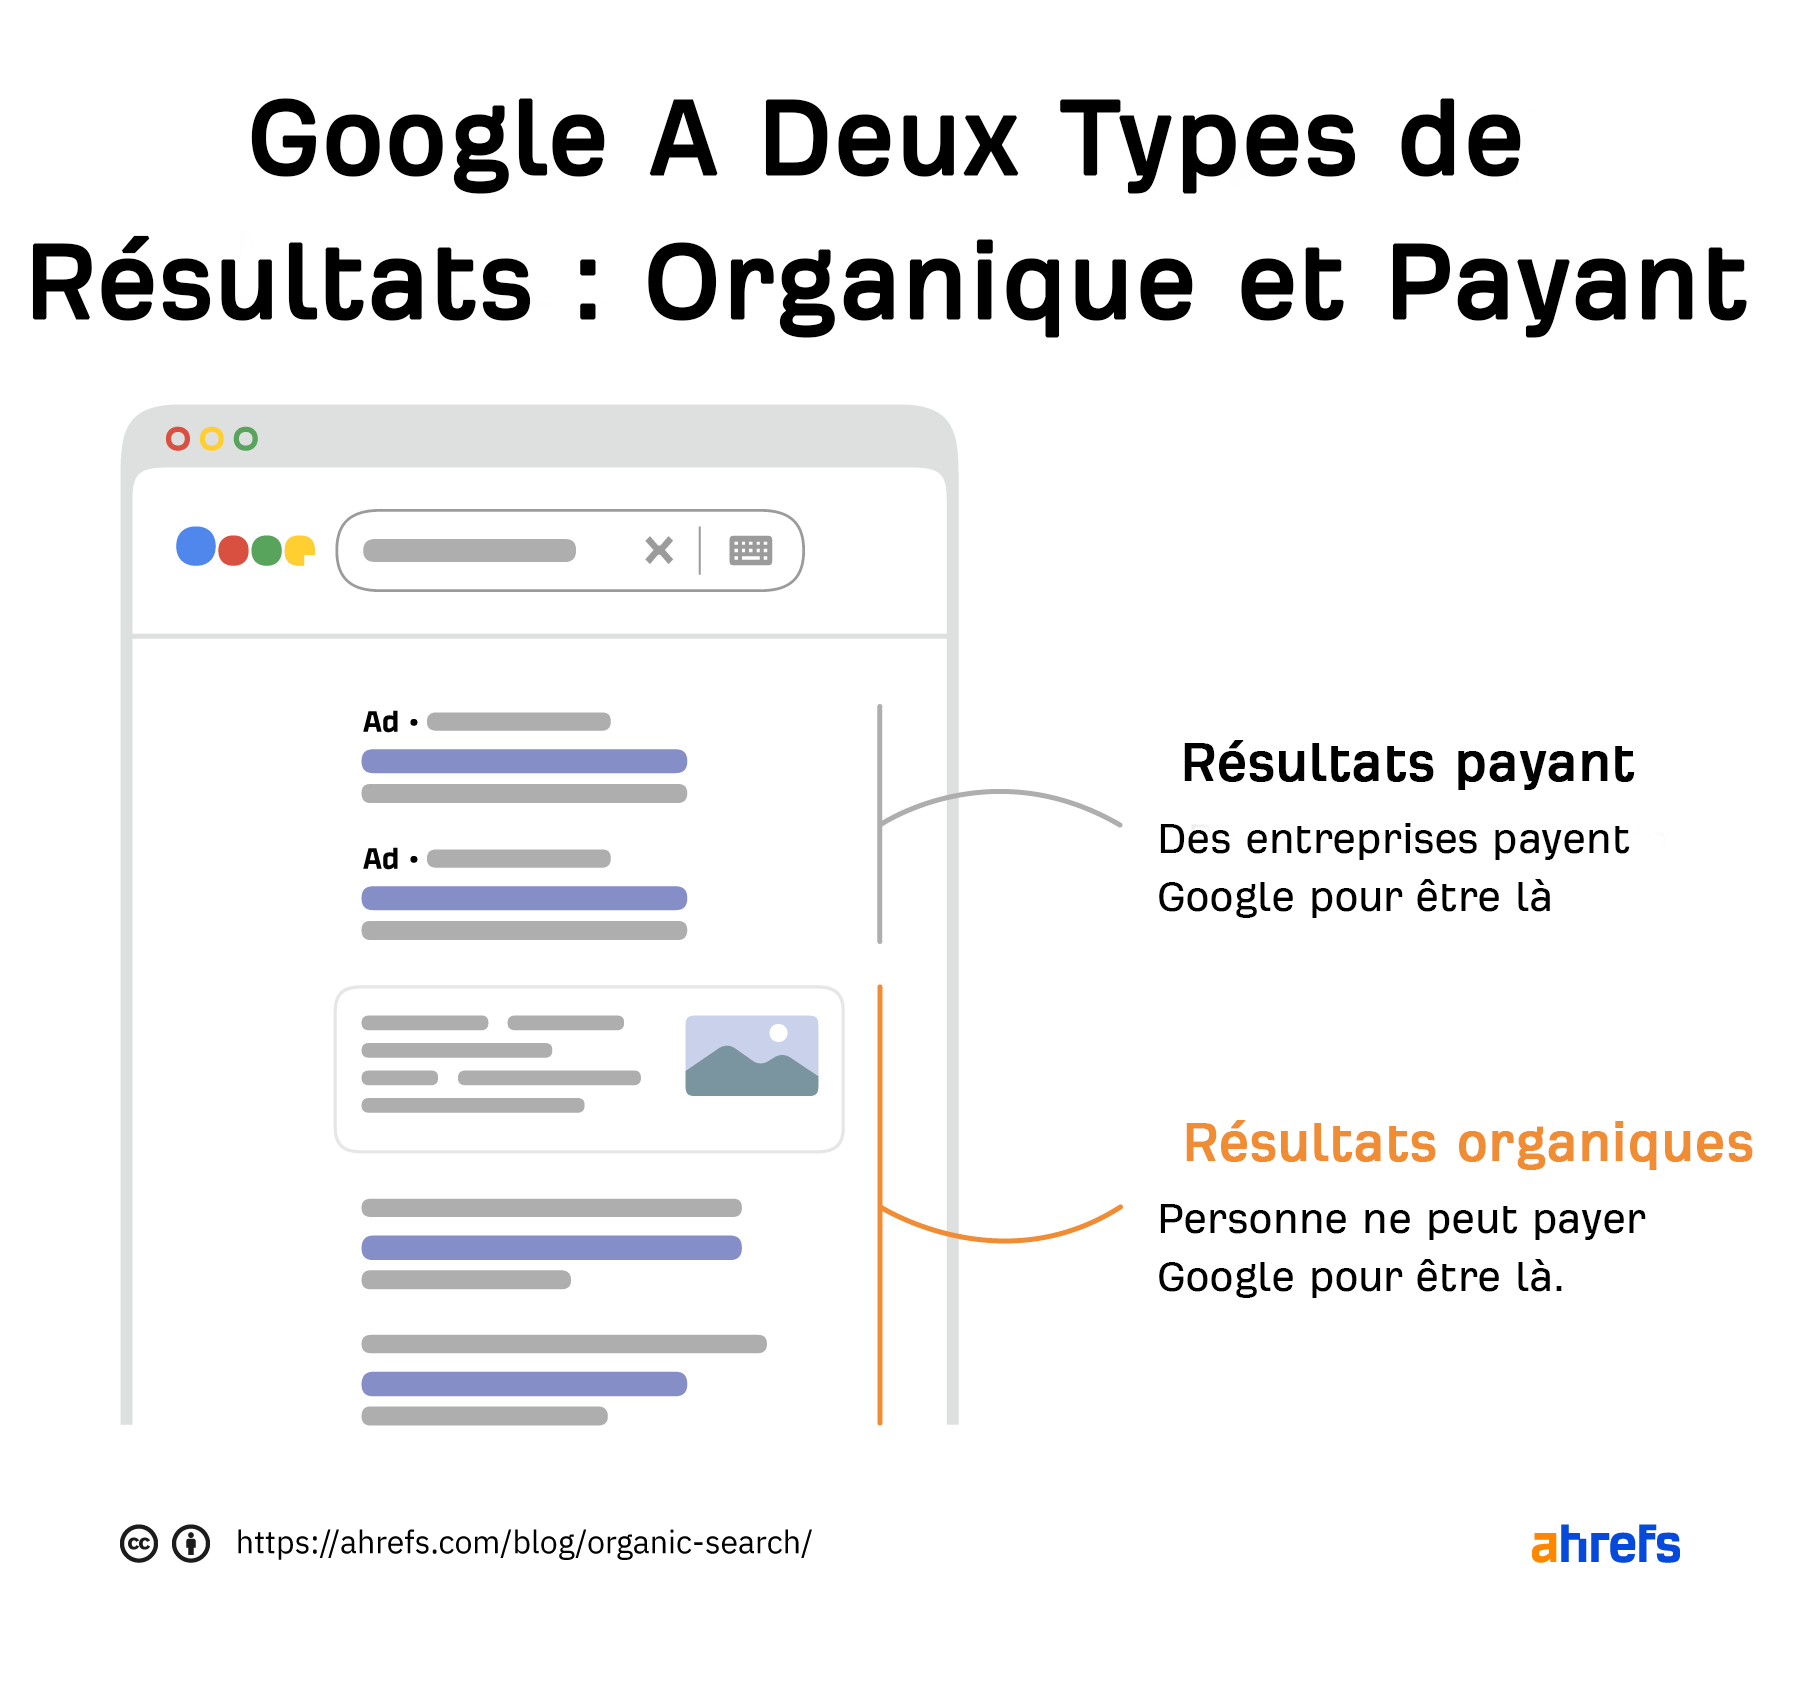 Google A Deux Types de
Résultats : Organique et Payant
Ad •
Ad •
Résultats payant
Des entreprises payent
Google pour être là
Résultats organiques
Personne ne peut payer
Google pour être là.
cc https://ahrefs.com/blog/organic-search/
ahrefs